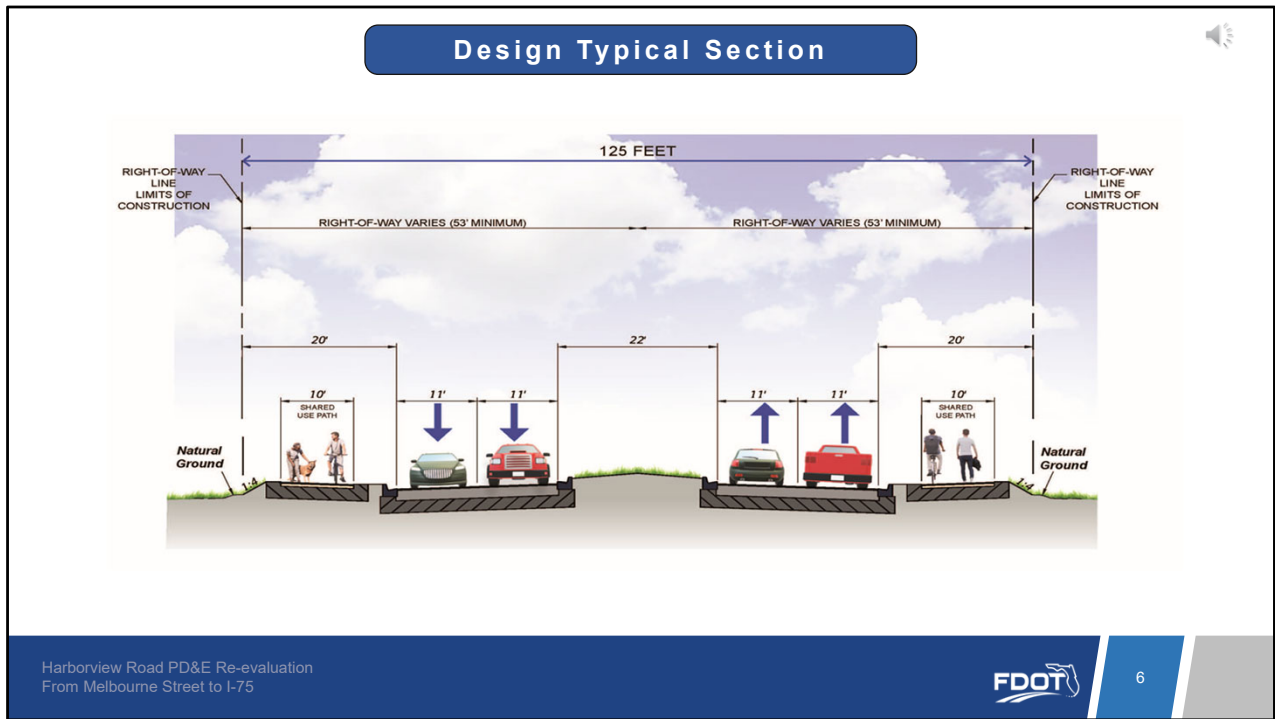 Design Typical Section
125 FEET
RIGHT-OF-WAY
LINE
LIMITS OF
CONSTRUCTION
RIGHT-OF-WAY
LINE
LIMITS OF
CONSTRUCTION
RIGHT-OF-WAY VARIES (53' MINIMUM)
RIGHT-OF-WAY VARIES (53' MINIMUM)
20'
22'
20'
10'
SHARED
USE PATH
11'
11'
11'
11'
10'
SHARED
USE PATH
Natural
Ground
1:4
Natural
Ground
1:4
Harborview Road PD&E Re-evaluation
From Melbourne Street to I-75
FDOT
6